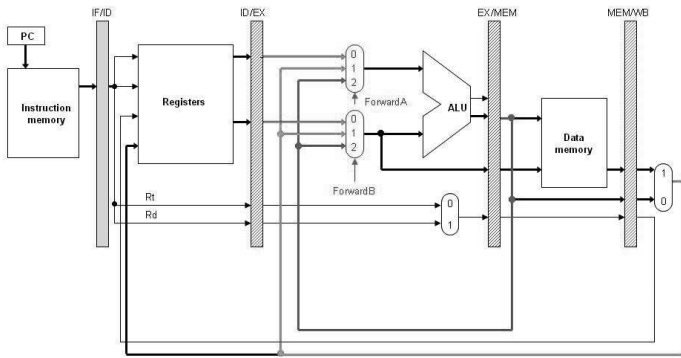 IF/ID
ID/EX
EX/MEM
MEM/WB
PC
Instruction
memory
Registers
0
1
2
ForwardA
0
1
2
ForwardB
ALU
Data
memory
1
0
Rt
Rd
0
1